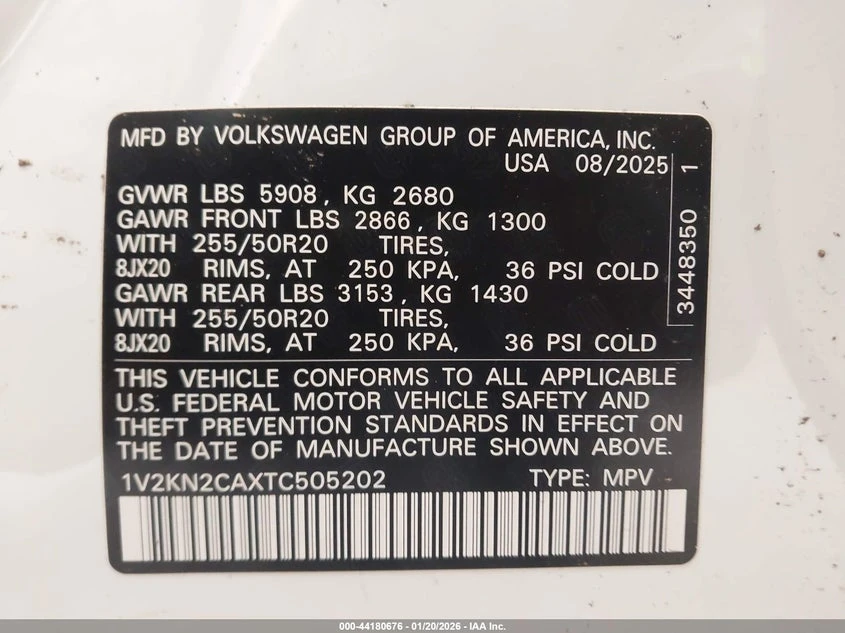 MFD BY VOLKSWAGEN GROUP OF AMERICA, INC.
USA 08/2025
GVWR LBS 5908, KG 2680
GAWR FRONT LBS 2866, KG 1300
WITH 255/50R20 TIRES,
8JX20 RIMS, AT 250 KPA, 36 PSI COLD
GAWR REAR LBS 3153, KG 1430
WITH 255/50R20 TIRES,
8JX20 RIMS, AT 250 KPA, 36 PSI COLD
3448350 1
THIS VEHICLE CONFORMS TO ALL APPLICABLE
U.S. FEDERAL MOTOR VEHICLE SAFETY AND
THEFT PREVENTION STANDARDS IN EFFECT ON
THE DATE OF MANUFACTURE SHOWN ABOVE.
1V2KN2CAXTC505202 TYPE: MPV
000-44180676 - 01/20/2026 - IAA Inc.